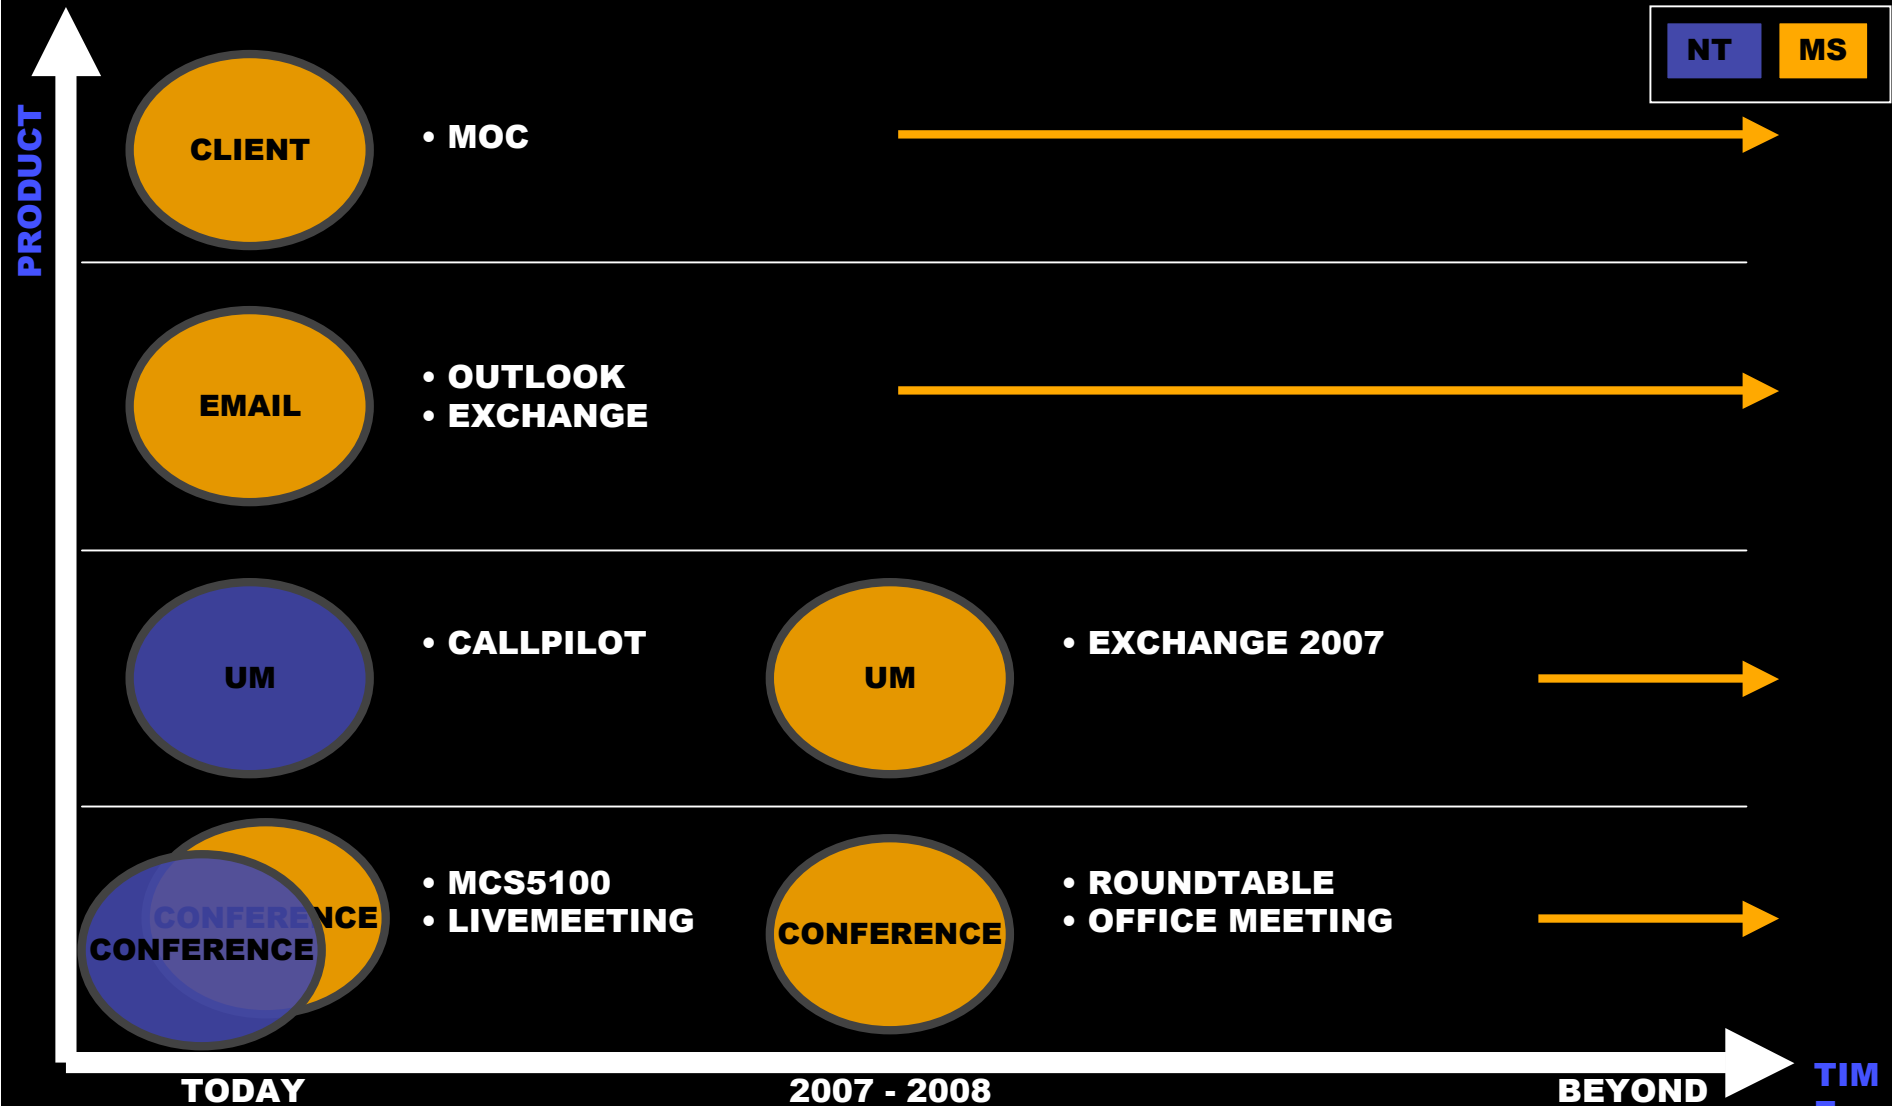 NT
MS
PRODUCT
CLIENT
• MOC
EMAIL
• OUTLOOK
• EXCHANGE
UM
• CALLPILOT
UM
• EXCHANGE 2007
CONFERENCE
CONFERENCE
• MCS5100
• LIVEMEETING
CONFERENCE
• ROUNDTABLE
• OFFICE MEETING
TODAY
2007 - 2008
BEYOND
TIM